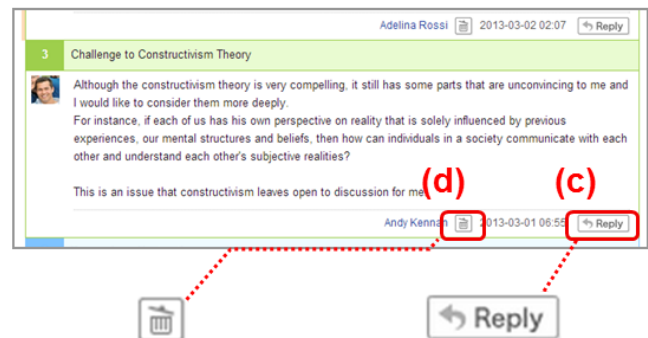 Adelina Rossi 2013-03-02 02:07 Reply
3 Challenge to Constructivism Theory
Although the constructivism theory is very compelling, it still has some parts that are unconvincing to me and
I would like to consider them more deeply.
For instance, if each of us has his own perspective on reality that is solely influenced by previous
experiences, our mental structures and beliefs, then how can individuals in a society communicate with each
other and understand each other's subjective realities?
This is an issue that constructivism leaves open to discussion for me
(d) (c)
Andy Kennan 2013-03-01 06:55 Reply
Reply